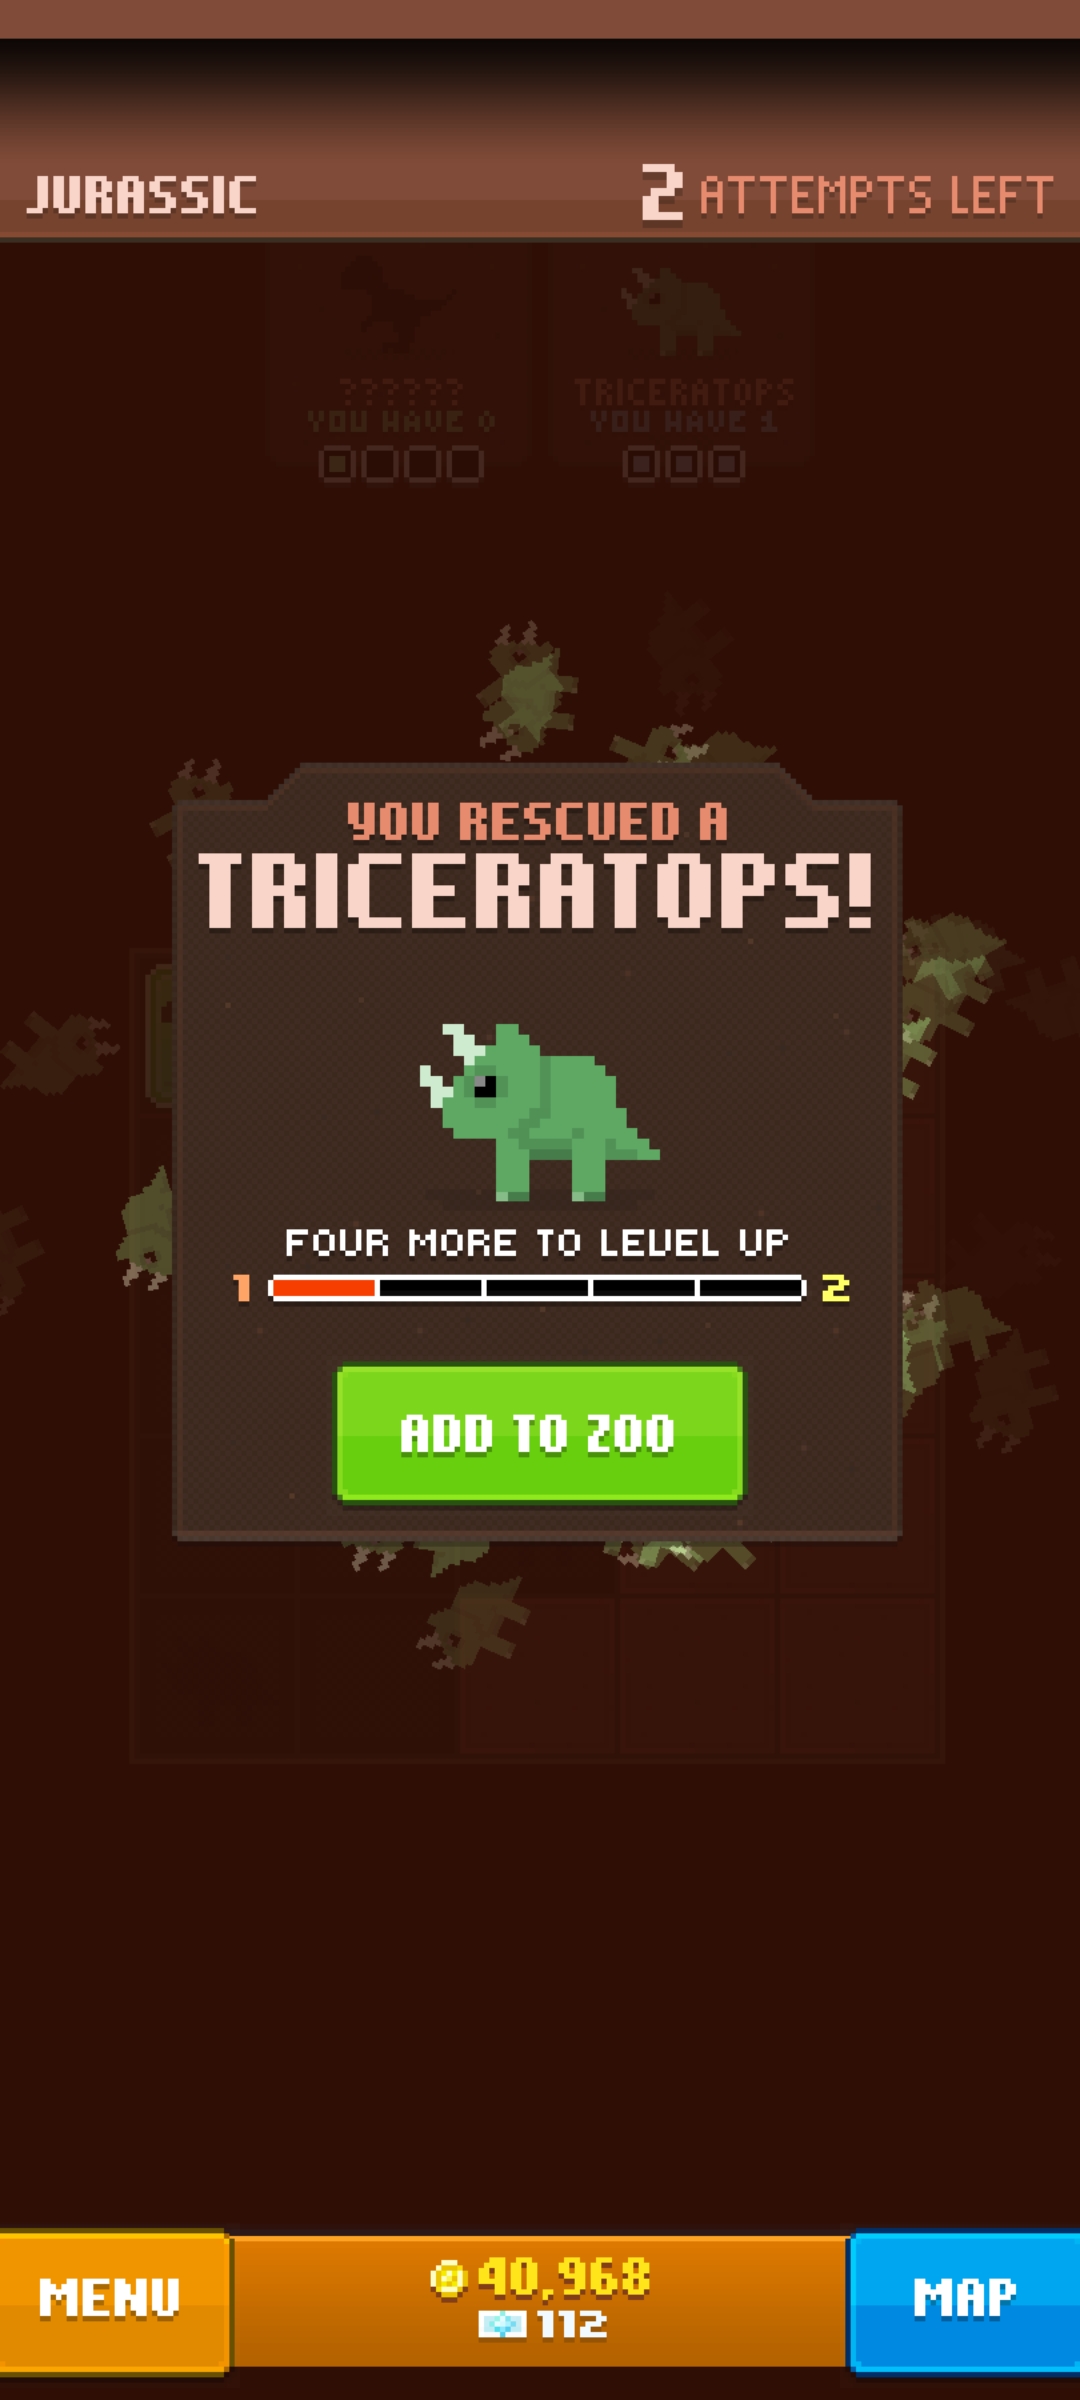 JURASSIC
2 ATTEMPTS LEFT
?????? 
YOU HAVE 0
TRICERATOPS
YOU HAVE 1
YOU RESCUED A
TRICERATOPS!
FOUR MORE TO LEVEL UP
1 2
ADD TO ZOO
MENU
40,968
112
MAP